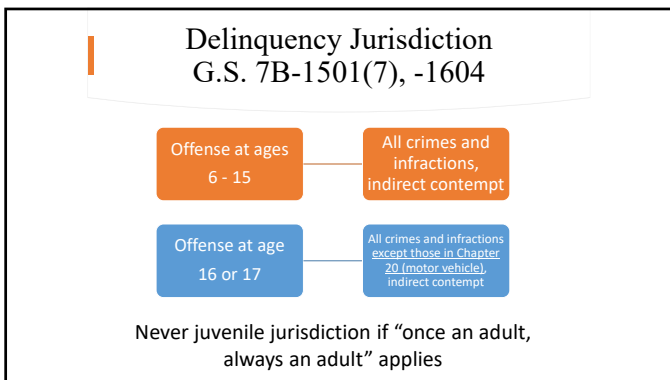 Delinquency Jurisdiction
G.S. 7B-1501(7), -1604
Offense at ages
6 - 15
All crimes and
infractions,
indirect contempt
Offense at age
16 or 17
All crimes and infractions
except those in Chapter
20 (motor vehicle),
indirect contempt
Never juvenile jurisdiction if “once an adult,
always an adult” applies